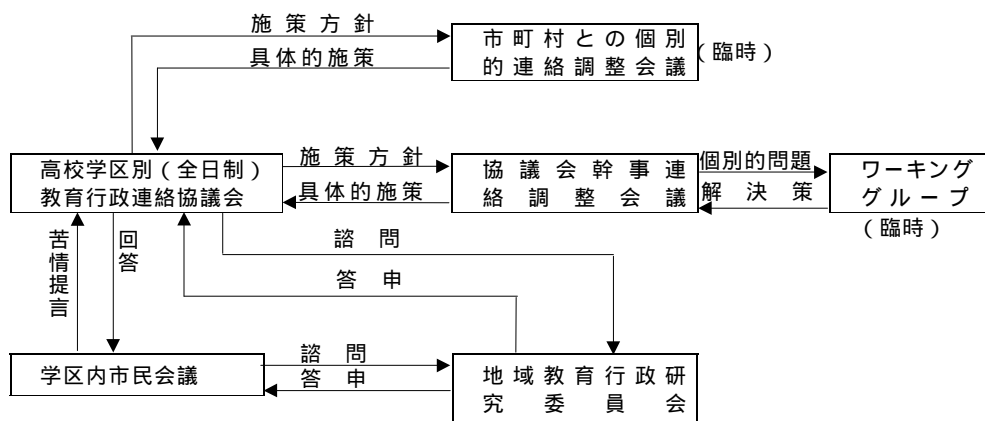 施策方針
具体的施策
市町村との個別
的連絡調整会議
(臨時)
高校学区別(全日制)
教育行政連絡協議会
施策方針
具体的施策
協議会幹事連
絡調整会議
個別的問題
解決策
ワーキング
グループ
(臨時)
苦情提言
回答
諮問
答申
学区内市民会議
諮問
答申
地域教育行政研
究委員会